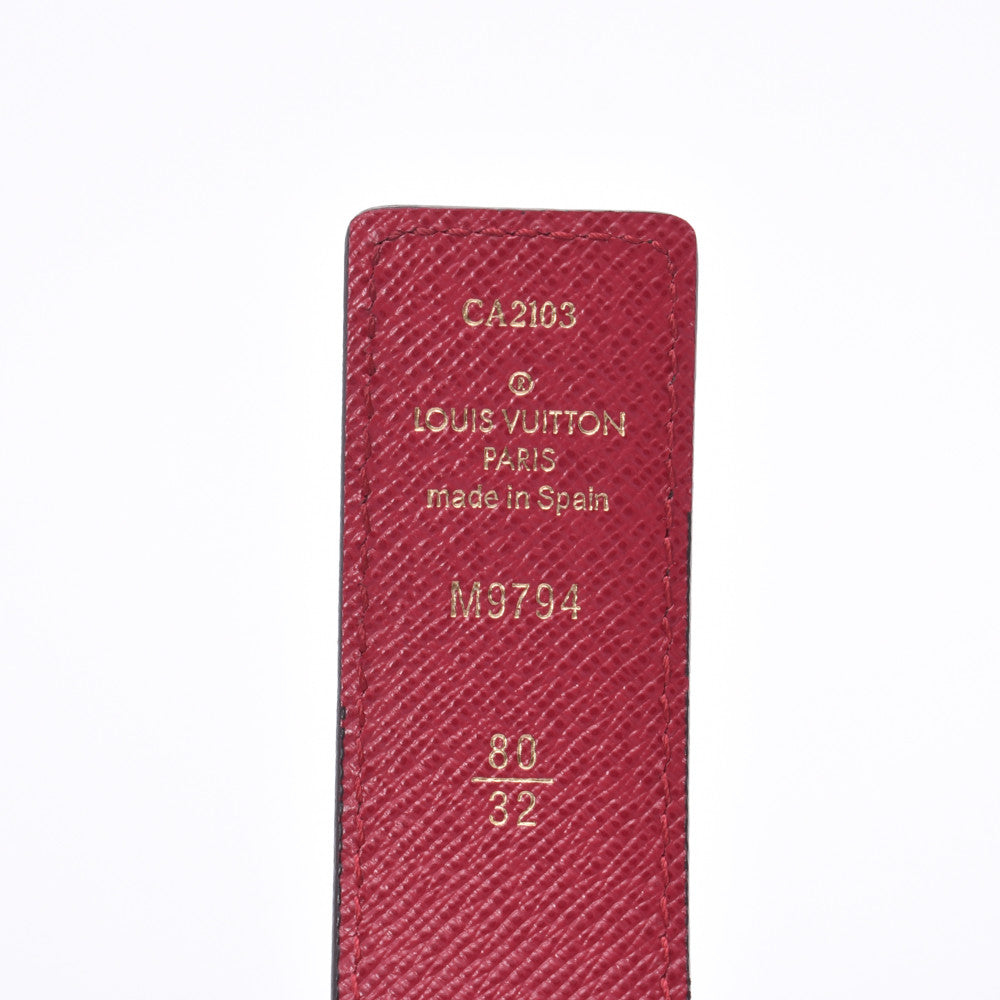 CA2103
®
LOUIS VUITTON
PARIS
made in Spain
M9794
80
32